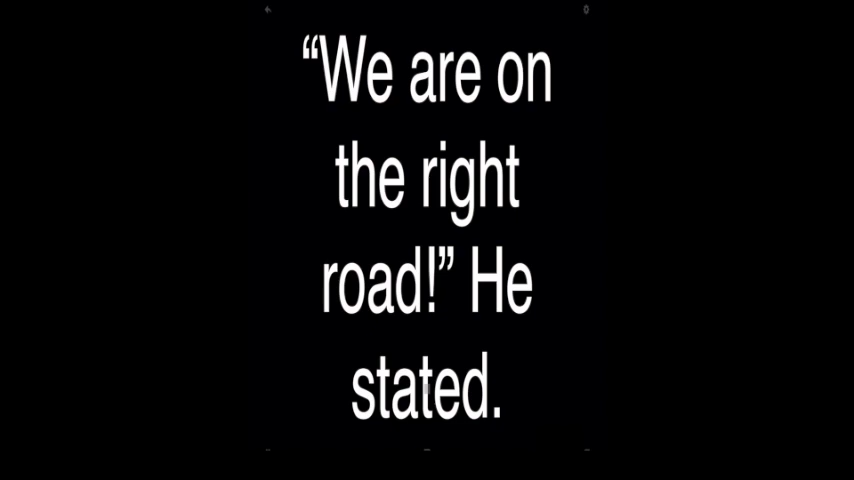 “We are on
the right
road!” He
stated.